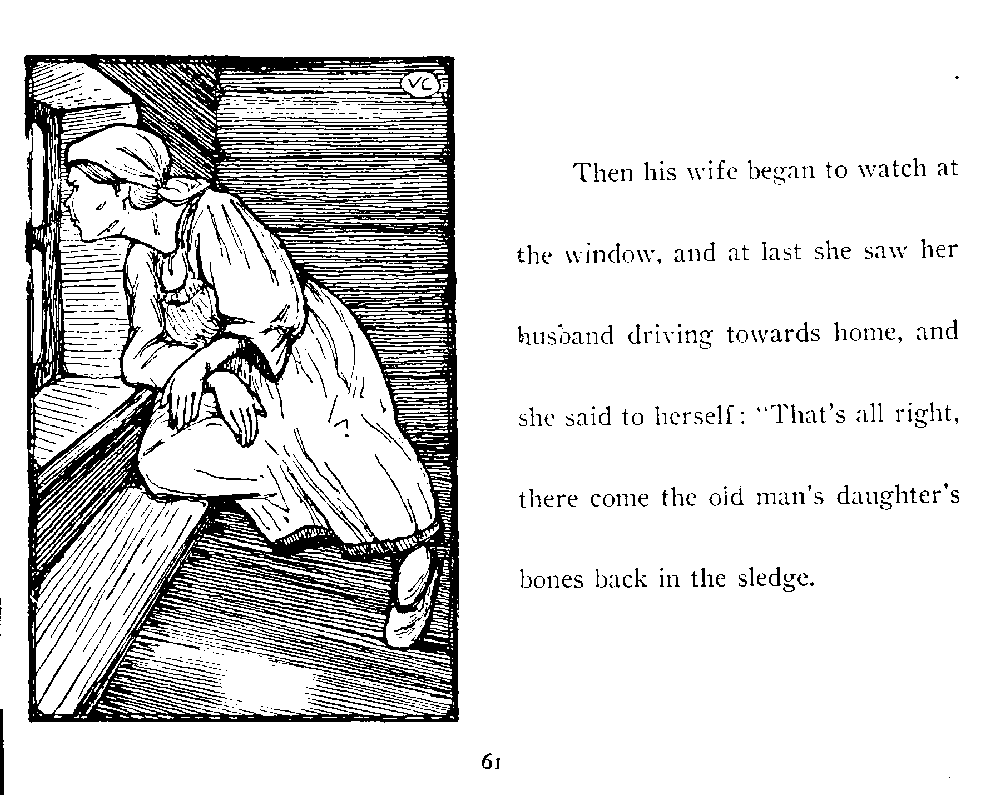 VC
Then his wife began to watch at
the window, and at last she saw her
husband driving towards home, and
she said to herself: "That's all right,
there come the old man's daughter's
bones back in the sledge.
61